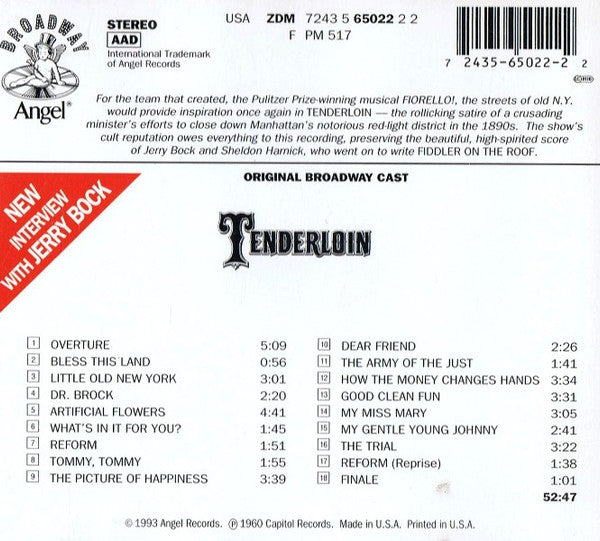 BROADWAY
Angel®
STEREO
AAD
International Trademark
of Angel Records
USA ZDM 7243 5 65022 2 2
F PM 517
7 2435-65022-2 2
For the team that created, the Pulitzer Prize-winning musical FIORELLO!, the streets of old N.Y.
would provide inspiration once again in TENDERLOIN — the rollicking satire of a crusading
minister's efforts to close down Manhattan's notorious red-light district in the 1890s. The show's
cult reputation owes everything to this recording, preserving the beautiful, high-spirited score
of Jerry Bock and Sheldon Harnick, who went on to write FIDDLER ON THE ROOF.
NEW
INTERVIEW
WITH JERRY BOCK
ORIGINAL BROADWAY CAST
TENDERLOIN
1 OVERTURE 5:09
2 BLESS THIS LAND 0:56
3 LITTLE OLD NEW YORK 3:01
4 DR. BROCK 2:20
5 ARTIFICIAL FLOWERS 4:41
6 WHAT'S IN IT FOR YOU? 1:45
7 REFORM 1:51
8 TOMMY, TOMMY 1:55
9 THE PICTURE OF HAPPINESS 3:39
10 DEAR FRIEND 2:26
11 THE ARMY OF THE JUST 1:41
12 HOW THE MONEY CHANGES HANDS 3:34
13 GOOD CLEAN FUN 3:31
14 MY MISS MARY 3:05
15 MY GENTLE YOUNG JOHNNY 2:41
16 THE TRIAL 3:22
17 REFORM (Reprise) 1:38
18 FINALE 1:01
52:47
© 1993 Angel Records. ℗ 1960 Capitol Records. Made in U.S.A. Printed in U.S.A.